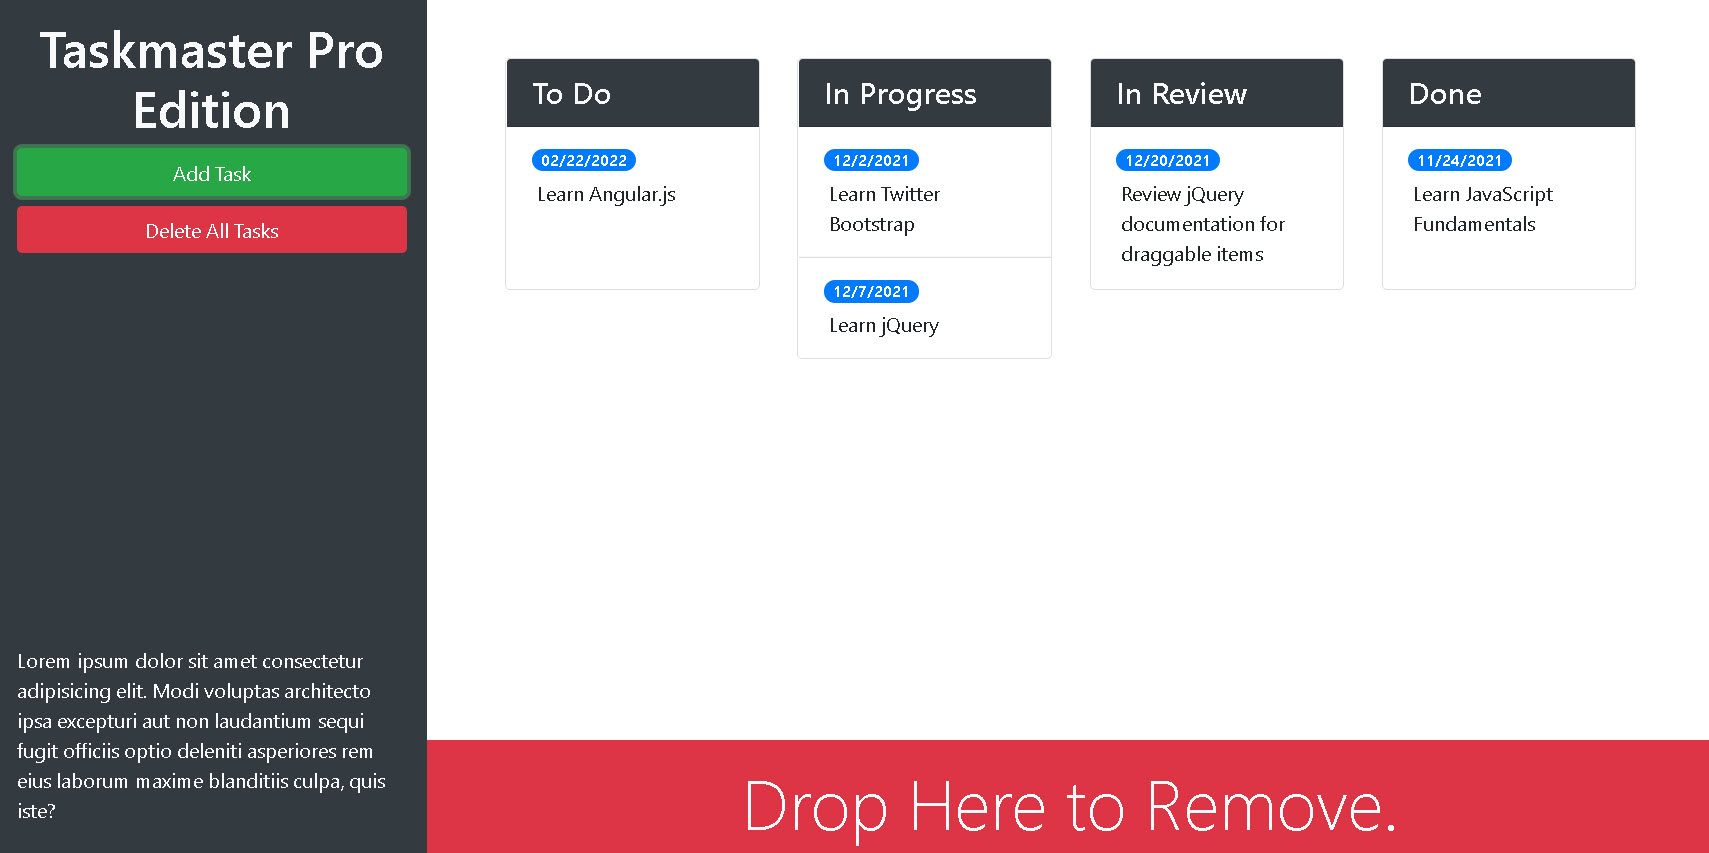 Taskmaster Pro
Edition
Add Task
Delete All Tasks
Lorem ipsum dolor sit amet consectetur
adipisicing elit. Modi voluptas architecto
ipsa excepturi aut non laudantium sequi
fugit officiis optio deleniti asperiores rem
eius laborum maxime blanditiis culpa, quis
iste?
To Do
02/22/2022
Learn Angular.js
In Progress
12/2/2021
Learn Twitter
Bootstrap
12/7/2021
Learn jQuery
In Review
12/20/2021
Review jQuery
documentation for
draggable items
Done
11/24/2021
Learn JavaScript
Fundamentals
Drop Here to Remove.